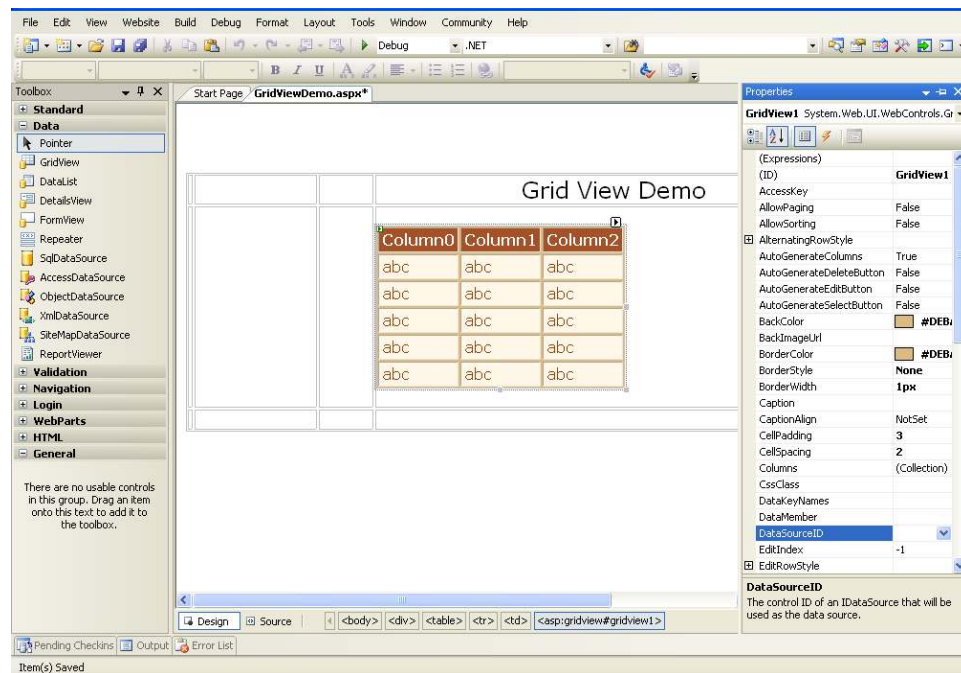 File Edit View Website Build Debug Format Layout Tools Window Community Help
Debug .NET
B I U A
Toolbox
Standard
Data
Pointer
GridView
DataList
DetailsView
FormView
Repeater
SqlDataSource
AccessDataSource
ObjectDataSource
XmlDataSource
SiteMapDataSource
ReportViewer
Validation
Navigation
Login
WebParts
HTML
General
There are no usable controls
in this group. Drag an item
onto this text to add it to
the toolbox.
Start Page GridViewDemo.aspx*
Grid View Demo
Column0 Column1 Column2
abc abc abc
abc abc abc
abc abc abc
abc abc abc
abc abc abc
Design Source <body> <div> <table> <tr> <td> <asp:gridview#gridview1>
Properties
GridView1 System.Web.UI.WebControls.Gr
(Expressions)
(ID) GridView1
AccessKey
AllowPaging False
AllowSorting False
AlternatingRowStyle
AutoGenerateColumns True
AutoGenerateDeleteButton False
AutoGenerateEditButton False
AutoGenerateSelectButton False
BackColor #DEB
BackImageUrl
BorderColor #DEB
BorderStyle None
BorderWidth 1px
Caption
CaptionAlign NotSet
CellPadding 3
CellSpacing 2
Columns (Collection)
CssClass
DataKeyNames
DataMember
DataSourceID
EditIndex -1
EditRowStyle
DataSourceID
The control ID of an IDataSource that will be
used as the data source.
Pending Checkins Output Error List
Item(s) Saved